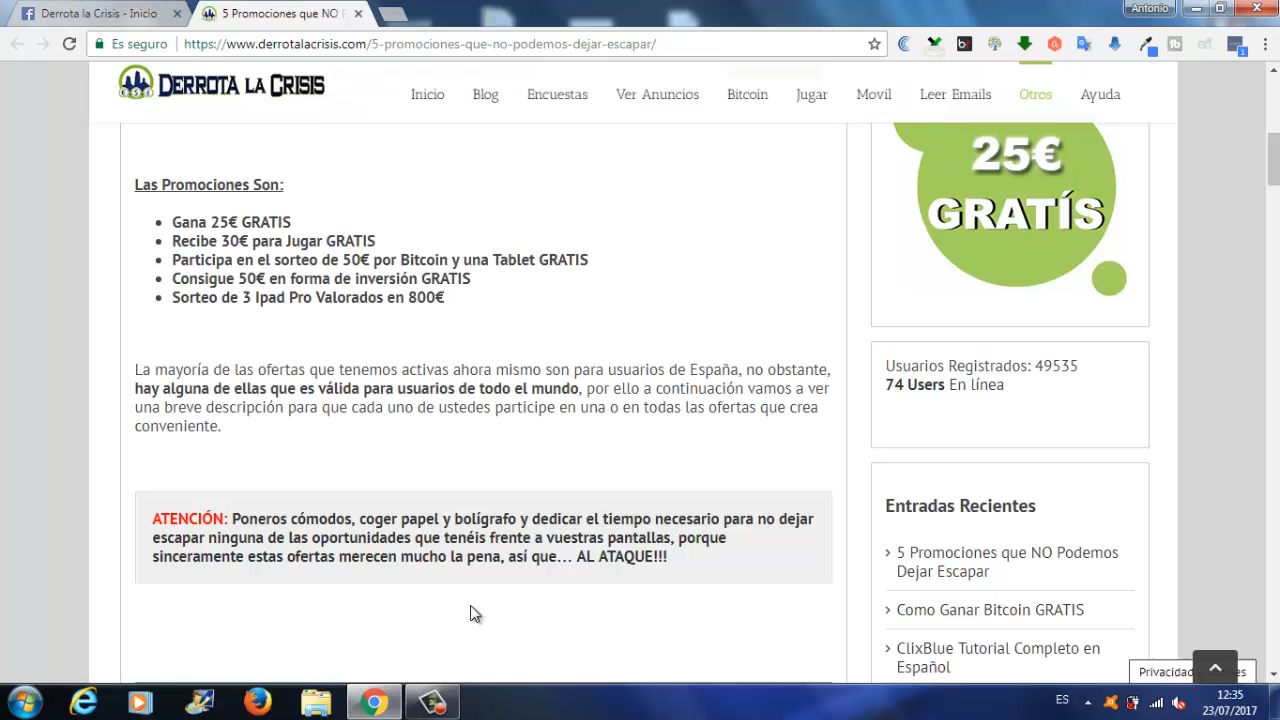 Derrota la Crisis - Inicio
5 Promociones que NO P
Antonio
Es seguro
https://www.derrotalacrisis.com/5-promociones-que-no-podemos-dejar-escapar/
DERROTA LA CRISIS
Inicio
Blog
Encuestas
Ver Anuncios
Bitcoin
Jugar
Movil
Leer Emails
Otros
Ayuda
Las Promociones Son:
Gana 25€ GRATIS
Recibe 30€ para Jugar GRATIS
Participa en el sorteo de 50€ por Bitcoin y una Tablet GRATIS
Consigue 50€ en forma de inversión GRATIS
Sorteo de 3 Ipad Pro Valorados en 800€
La mayoría de las ofertas que tenemos activas ahora mismo son para usuarios de España, no obstante,
hay alguna de ellas que es válida para usuarios de todo el mundo, por ello a continuación vamos a ver
una breve descripción para que cada uno de ustedes participe en una o en todas las ofertas que crea
conveniente.
ATENCIÓN: Poneros cómodos, coger papel y bolígrafo y dedicar el tiempo necesario para no dejar
escapar ninguna de las oportunidades que tenéis frente a vuestras pantallas, porque
sinceramente estas ofertas merecen mucho la pena, así que… AL ATAQUE!!!
25€
GRATÍS
Usuarios Registrados: 49535
74 Users En línea
Entradas Recientes
5 Promociones que NO Podemos
Dejar Escapar
Como Ganar Bitcoin GRATIS
ClixBlue Tutorial Completo en
Español
Privacidad
ES
12:35
23/07/2017